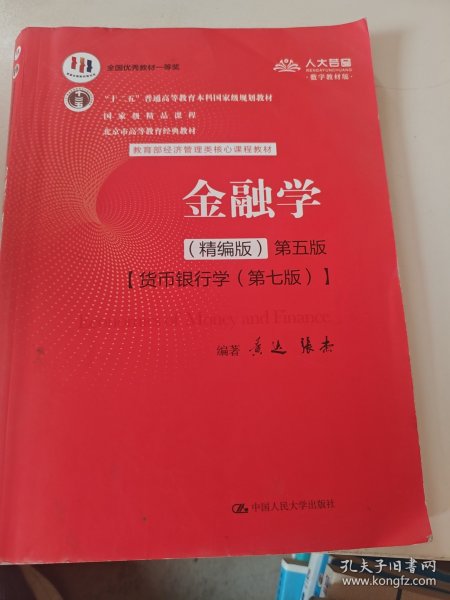 全国优秀教材一等奖
人大芸窗
数字教材版
“十二五”普通高等教育本科国家级规划教材
国家级精品课程
北京市高等教育经典教材
教育部经济管理类核心课程教材
金融学
(精编版) 第五版
【货币银行学(第七版)】
Economics of Money and Finance
编著 黄达 张杰
中国人民大学出版社
孔夫子旧书网
www.kongfz.com